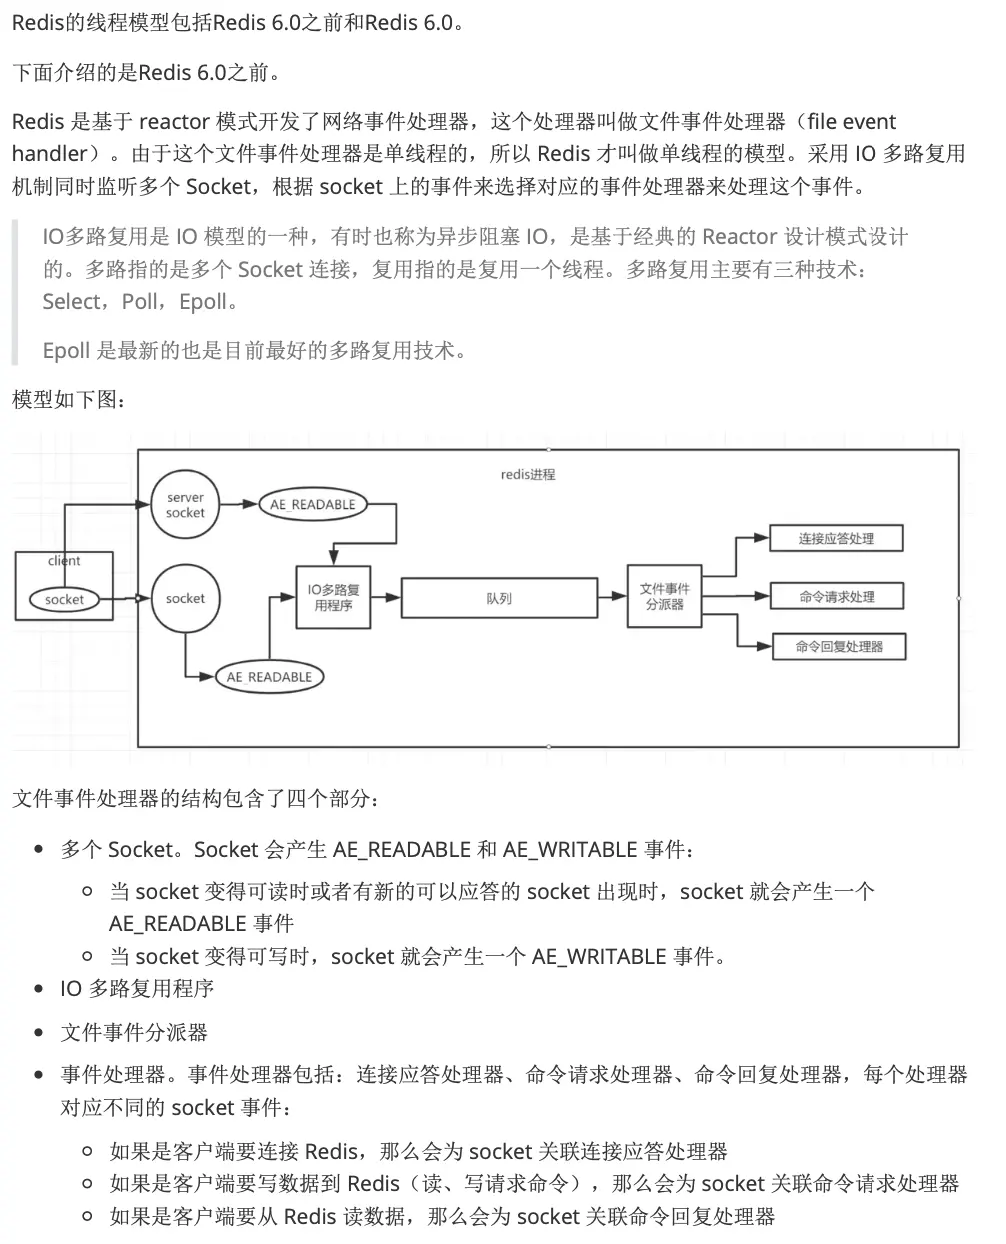 Redis的线程模型包括Redis 6.0之前和Redis 6.0。
下面介绍的是Redis 6.0之前。
Redis 是基于 reactor 模式开发了网络事件处理器，这个处理器叫做文件事件处理器（file event
handler）。由于这个文件事件处理器是单线程的，所以 Redis 才叫做单线程的模型。采用 IO 多路复用
机制同时监听多个 Socket，根据 socket 上的事件来选择对应的事件处理器来处理这个事件。
IO多路复用是 IO 模型的一种，有时也称为异步阻塞 IO，是基于经典的 Reactor 设计模式设计
的。多路指的是多个 Socket 连接，复用指的是复用一个线程。多路复用主要有三种技术：
Select，Poll，Epoll。
Epoll 是最新的也是目前最好的多路复用技术。
模型如下图：
redis进程
server
socket
AE_READABLE
client
socket
socket
IO多路复
用程序
队列
文件事件
分派器
连接应答处理
命令请求处理
命令回复处理器
AE_READABLE
文件事件处理器的结构包含了四个部分：
多个 Socket。Socket 会产生 AE_READABLE 和 AE_WRITABLE 事件：
当 socket 变得可读时或者有新的可以应答的 socket 出现时，socket 就会产生一个
AE_READABLE 事件
当 socket 变得可写时，socket 就会产生一个 AE_WRITABLE 事件。
IO 多路复用程序
文件事件分派器
事件处理器。事件处理器包括：连接应答处理器、命令请求处理器、命令回复处理器，每个处理器
对应不同的 socket 事件：
如果是客户端要连接 Redis，那么会为 socket 关联连接应答处理器
如果是客户端要写数据到 Redis（读、写请求命令），那么会为 socket 关联命令请求处理器
如果是客户端要从 Redis 读数据，那么会为 socket 关联命令回复处理器